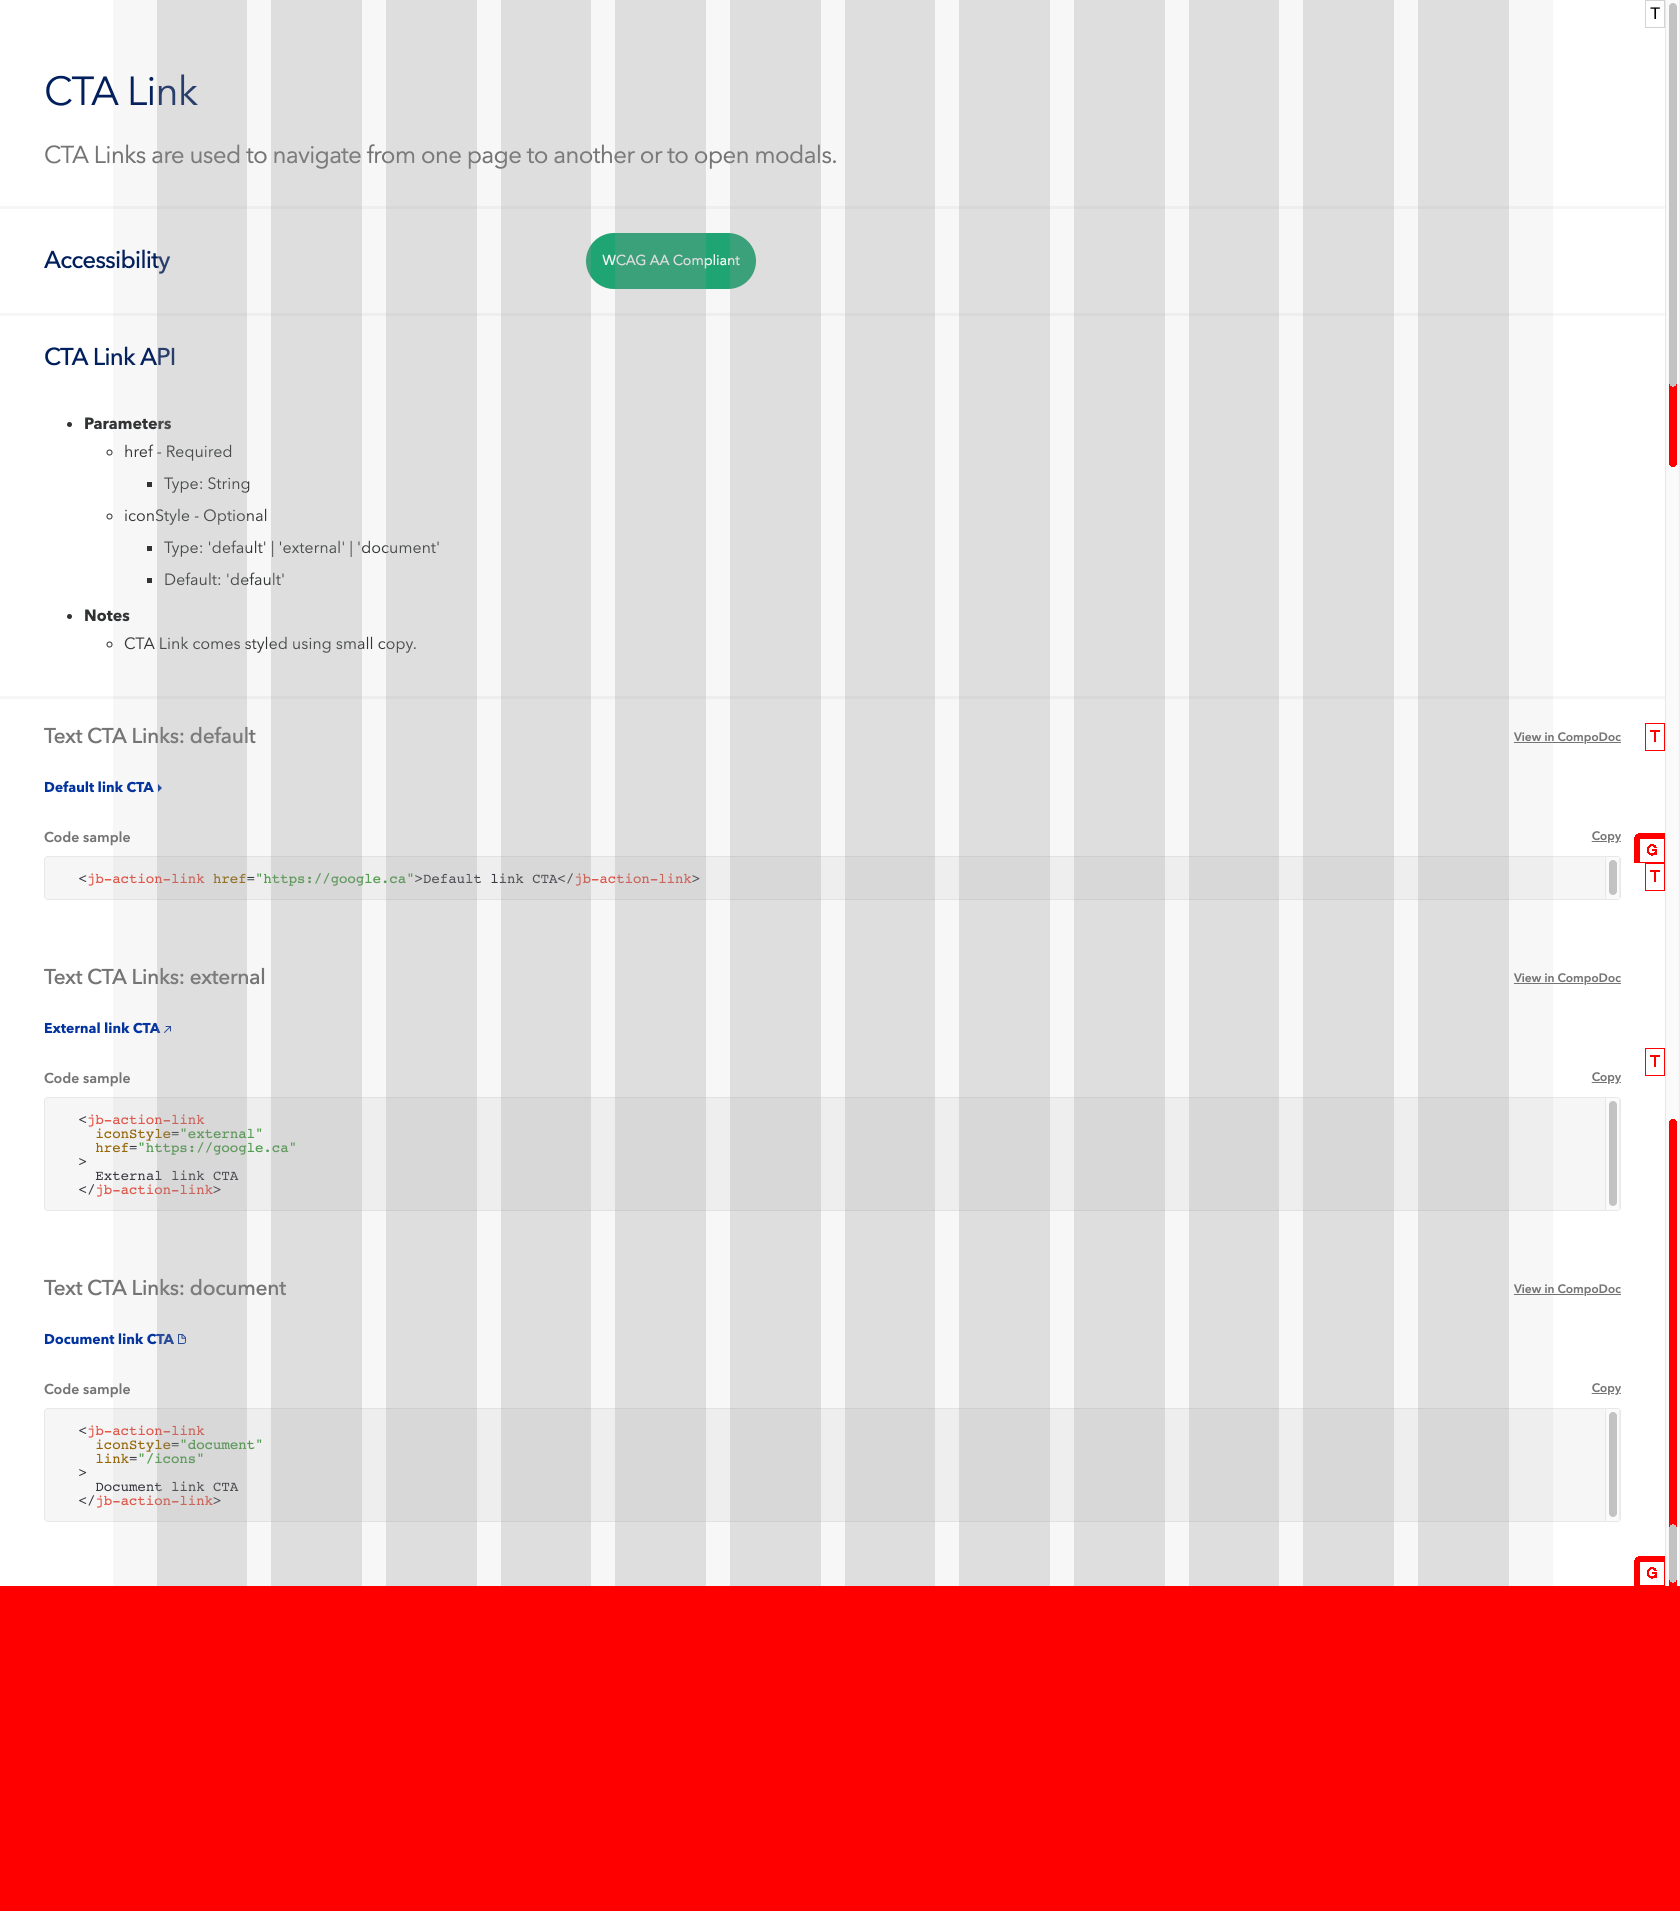 T
CTA Link
CTA Links are used to navigate from one page to another or to open modals.
Accessibility
WCAG AA Compliant
CTA Link API
Parameters
href - Required
Type: String
iconStyle - Optional
Type: 'default' | 'external' | 'document'
Default: 'default'
Notes
CTA Link comes styled using small copy.
Text CTA Links: default
View in CompoDoc
T
Default link CTA
Code sample
Copy
G
<jb-action-link href="https://google.ca">Default link CTA</jb-action-link>
T
Text CTA Links: external
View in CompoDoc
External link CTA
T
Code sample
Copy
<jb-action-link
iconStyle="external"
href="https://google.ca"
>
External link CTA
</jb-action-link>
Text CTA Links: document
View in CompoDoc
Document link CTA
Code sample
Copy
<jb-action-link
iconStyle="document"
link="/icons"
>
Document link CTA
</jb-action-link>
G